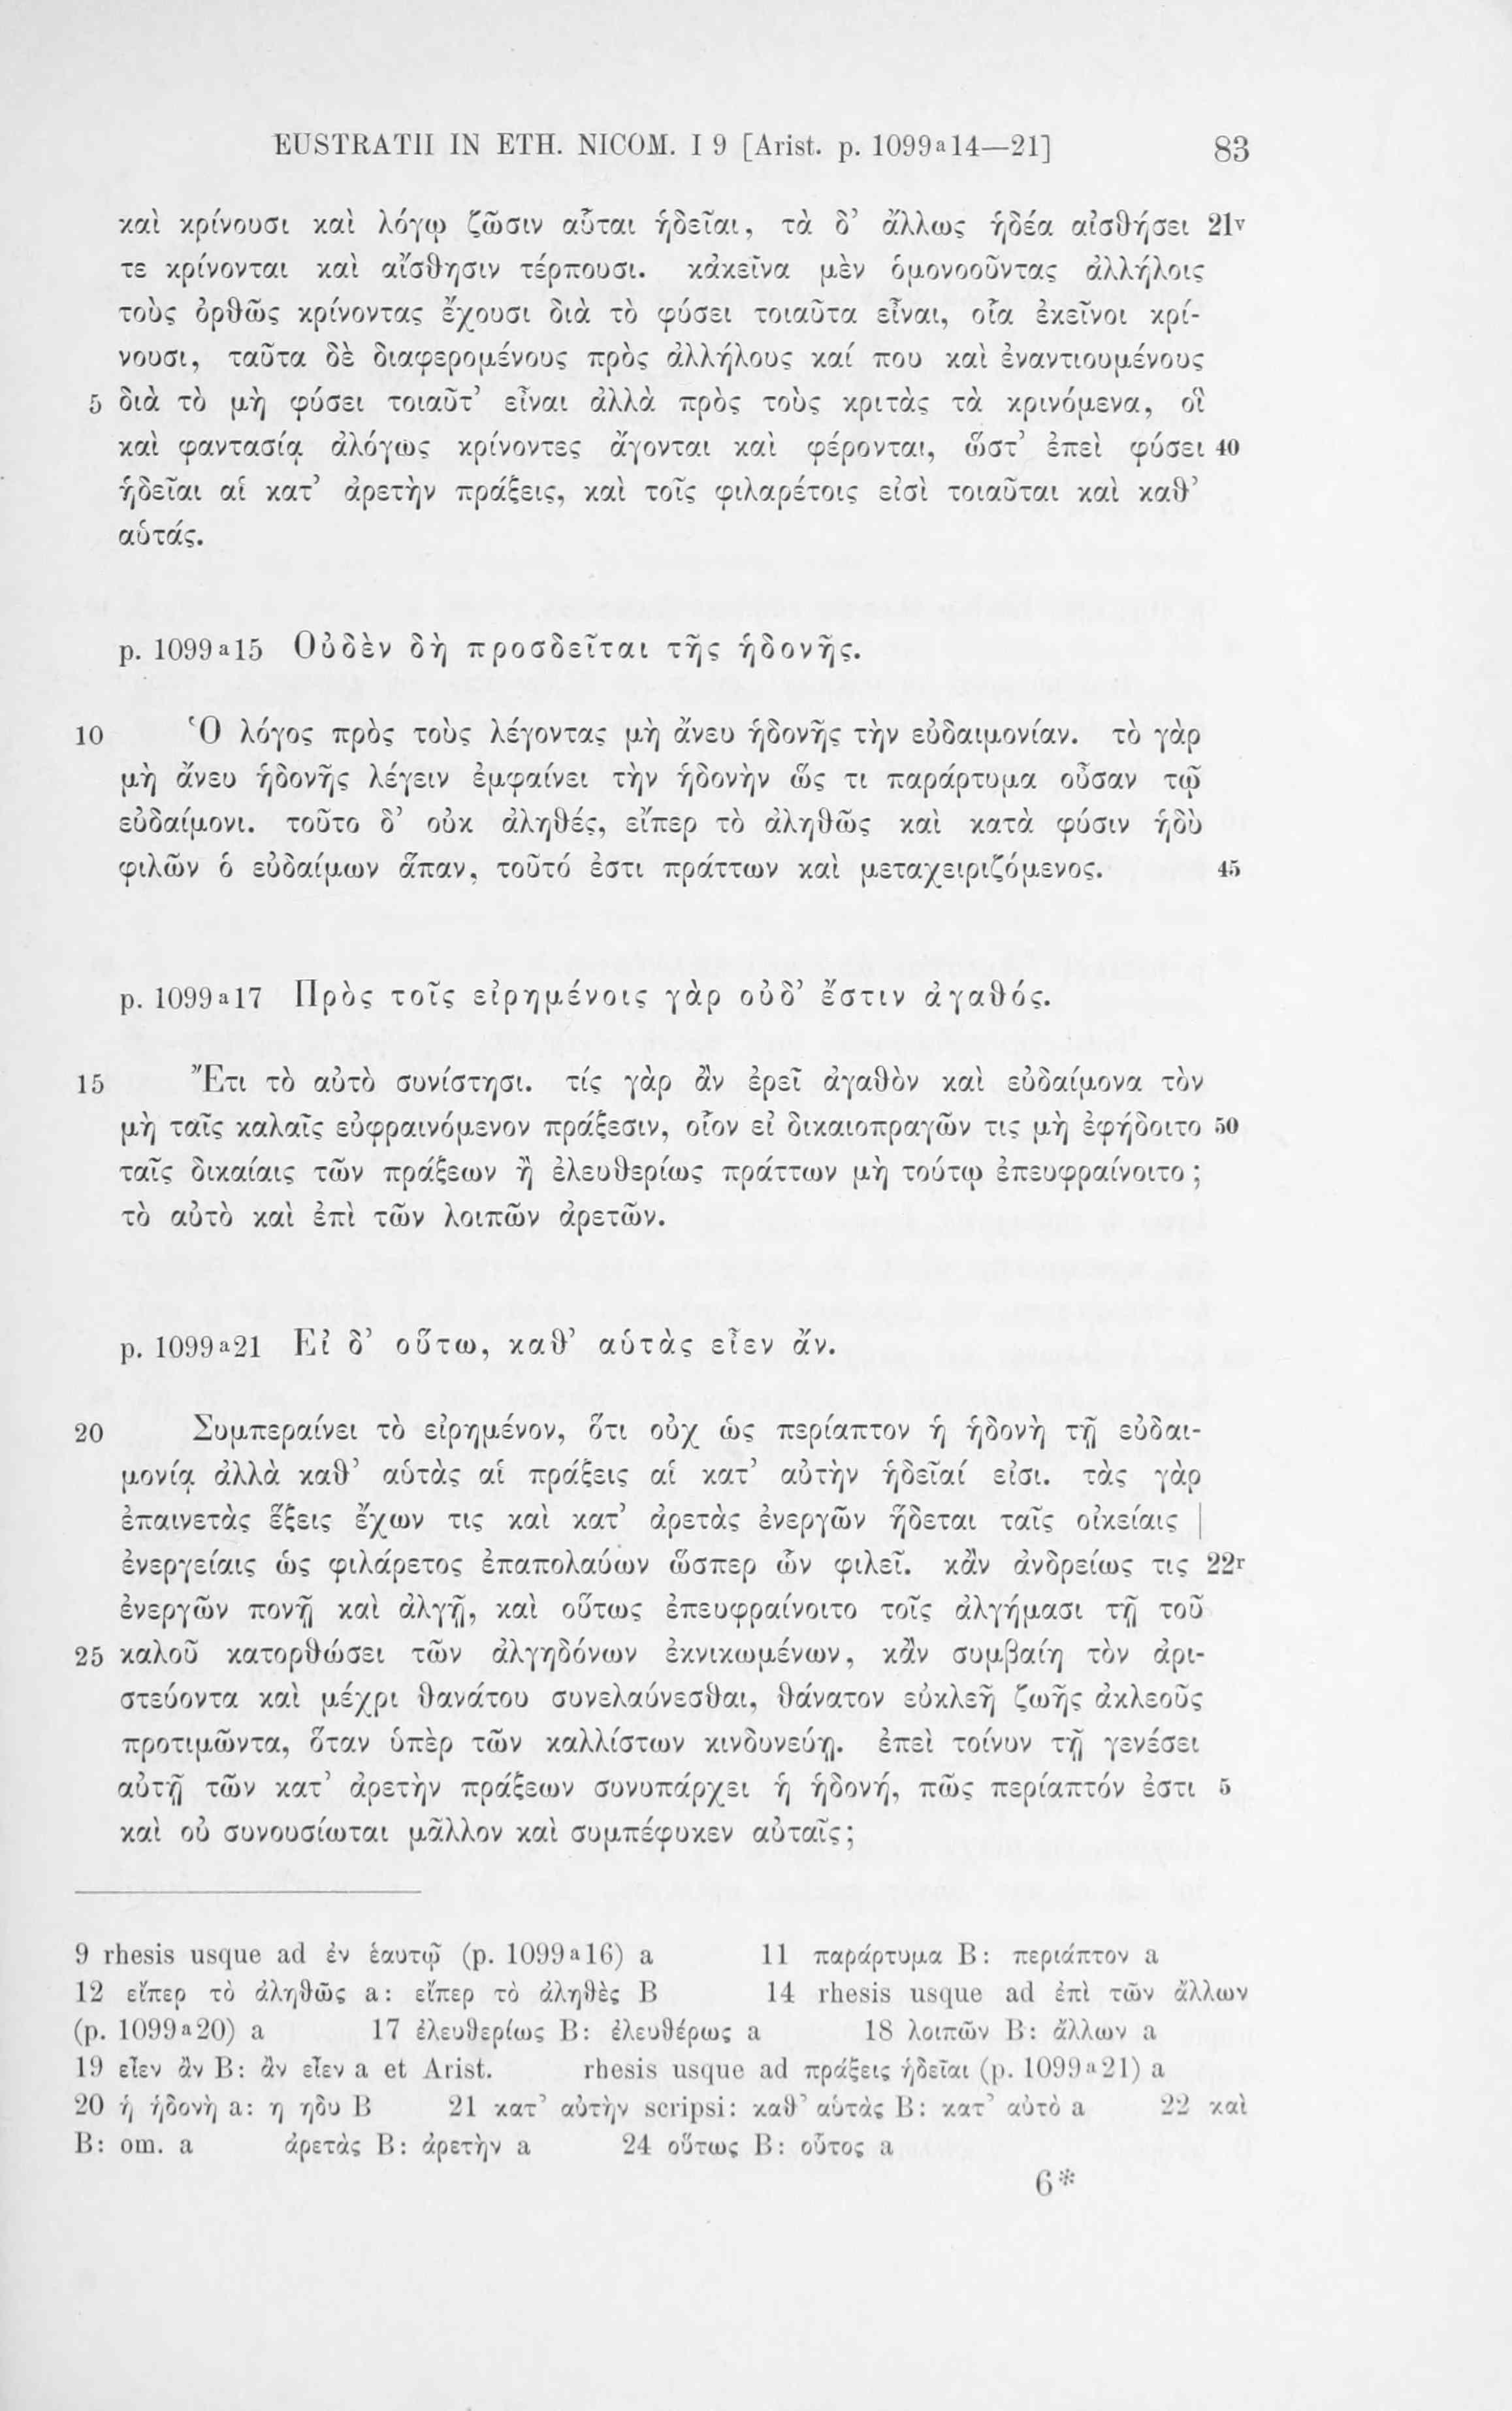 EUSTRATII IN ETH. NICOM. I 9 [Arist. p. 1099a14—21] 83
καὶ κρίνουσι καὶ λόγῳ ζῶσιν αὗται ἡδεῖαι, τὰ δ’ ἄλλως ἡδέα αἰσθήσει 21v
τε κρίνονται καὶ αἴσθησιν τέρπουσι. κἀκεῖνα μὲν ὁμονοοῦντας ἀλλήλοις
τοὺς ὀρθῶς κρίνοντας ἔχουσι διὰ τὸ φύσει τοιαῦτα εἶναι, οἷα ἐκεῖνοι κρί-
νουσι, ταῦτα δὲ διαφερομένους πρὸς ἀλλήλους καί που καὶ ἐναντιουμένους
5 διὰ τὸ μὴ φύσει τοιαῦτ’ εἶναι ἀλλὰ πρὸς τοὺς κριτὰς τὰ κρινόμενα, οἳ
καὶ φαντασίᾳ ἀλόγως κρίνοντες ἄγονται καὶ φέρονται, ὥστ’ ἐπεὶ φύσει 40
ἡδεῖαι αἱ κατ’ ἀρετὴν πράξεις, καὶ τοῖς φιλαρέτοις εἰσὶ τοιαῦται καὶ καθ’
αὑτάς.
p. 1099a15 Οὐδὲν δὴ προσδεῖται τῆς ἡδονῆς.
10 Ὁ λόγος πρὸς τοὺς λέγοντας μὴ ἄνευ ἡδονῆς τὴν εὐδαιμονίαν. τὸ γὰρ
μὴ ἄνευ ἡδονῆς λέγειν ἐμφαίνει τὴν ἡδονὴν ὥς τι παράρτυμα οὖσαν τῷ
εὐδαίμονι. τοῦτο δ’ οὐκ ἀληθές, εἴπερ τὸ ἀληθῶς καὶ κατὰ φύσιν ἡδὺ
φιλῶν ὁ εὐδαίμων ἅπαν, τοῦτό ἐστι πράττων καὶ μεταχειριζόμενος. 45
p. 1099a17 Πρὸς τοῖς εἰρημένοις γὰρ οὐδ’ ἔστιν ἀγαθός.
15 Ἔτι τὸ αὐτὸ συνίστησι. τίς γὰρ ἂν ἐρεῖ ἀγαθὸν καὶ εὐδαίμονα τὸν
μὴ ταῖς καλαῖς εὐφραινόμενον πράξεσιν, οἷον εἰ δικαιοπραγῶν τις μὴ ἐφήδοιτο 50
ταῖς δικαίαις τῶν πράξεων ἢ ἐλευθερίως πράττων μὴ τούτῳ ἐπευφραίνοιτο;
τὸ αὐτὸ καὶ ἐπὶ τῶν λοιπῶν ἀρετῶν.
p. 1099a21 Εἰ δ’ οὕτω, καθ’ αὑτὰς εἶεν ἄν.
20 Συμπεραίνει τὸ εἰρημένον, ὅτι οὐχ ὡς περίαπτον ἡ ἡδονὴ τῇ εὐδαι-
μονίᾳ ἀλλὰ καθ’ αὑτὰς αἱ πράξεις αἱ κατ’ αὐτὴν ἡδεῖαί εἰσι. τὰς γὰρ
ἐπαινετὰς ἕξεις ἔχων τις καὶ κατ’ ἀρετὰς ἐνεργῶν ἥδεται ταῖς οἰκείαις |
ἐνεργείαις ὡς φιλάρετος ἐπαπολαύων ὥσπερ ὧν φιλεῖ. κἂν ἀνδρείως τις 22r
ἐνεργῶν πονῇ καὶ ἀλγῇ, καὶ οὕτως ἐπευφραίνοιτο τοῖς ἀλγήμασι τῇ τοῦ
25 καλοῦ κατορθώσει τῶν ἀλγηδόνων ἐκνικωμένων, κἂν συμβαίη τὸν ἀρι-
στεύοντα καὶ μέχρι θανάτου συνελαύνεσθαι, θάνατον εὐκλεῆ ζωῆς ἀκλεοῦς
προτιμῶντα, ὅταν ὑπὲρ τῶν καλλίστων κινδυνεύῃ. ἐπεὶ τοίνυν τῇ γενέσει
αὐτῇ τῶν κατ’ ἀρετὴν πράξεων συνυπάρχει ἡ ἡδονή, πῶς περίαπτόν ἐστι 5
καὶ οὐ συνουσίωται μᾶλλον καὶ συμπέφυκεν αὐταῖς;
9 rhesis usque ad ἐν ἑαυτῷ (p. 1099a16) a 11 παράρτυμα B: περιάπτον a
12 εἴπερ τὸ ἀληθῶς a: εἴπερ τὸ ἀληθὲς B 14 rhesis usque ad ἐπὶ τῶν ἄλλων
(p. 1099a20) a 17 ἐλευθερίως B: ἐλευθέρως a 18 λοιπῶν B: ἄλλων a
19 εἶεν ἂν B: ἂν εἶεν a et Arist. rhesis usque ad πράξεις ἡδεῖαι (p. 1099a21) a
20 ἡ ἡδονὴ a: η ηδυ B 21 κατ’ αὐτὴν scripsi: καθ’ αὑτὰς B: κατ’ αὐτὸ a 22 καὶ
B: om. a ἀρετὰς B: ἀρετὴν a 24 οὕτως B: οὗτος a
6*